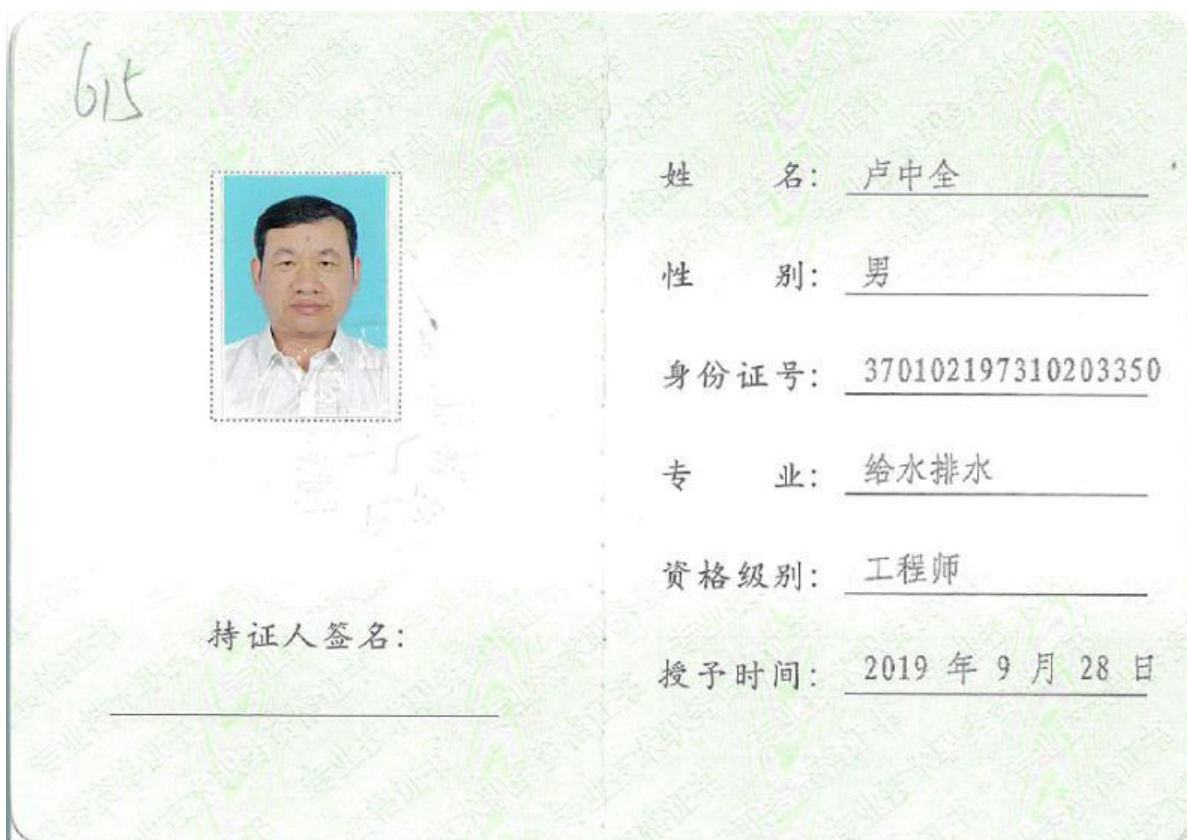 615
姓 名： 卢中全
性 别： 男
身份证号： 370102197310203350
专 业： 给水排水
资格级别： 工程师
持证人签名：
授予时间： 2019 年 9 月 28 日